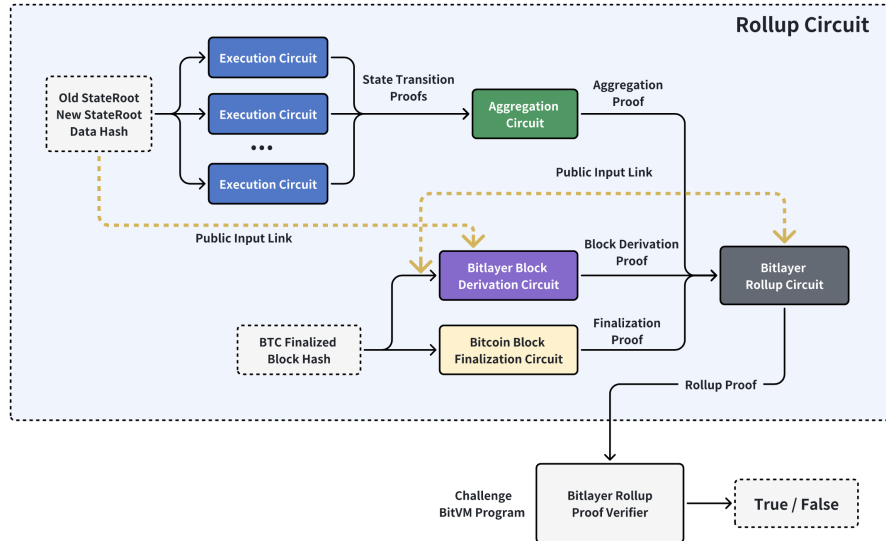 Rollup Circuit
Execution Circuit
Old StateRoot
New StateRoot
Data Hash
Execution Circuit
...
Execution Circuit
State Transition
Proofs
Aggregation
Circuit
Aggregation
Proof
Public Input Link
Public Input Link
Bitlayer Block
Derivation Circuit
Block Derivation
Proof
Bitlayer
Rollup Circuit
BTC Finalized
Block Hash
Bitcoin Block
Finalization Circuit
Finalization
Proof
Rollup Proof
Challenge
BitVM Program
Bitlayer Rollup
Proof Verifier
True / False